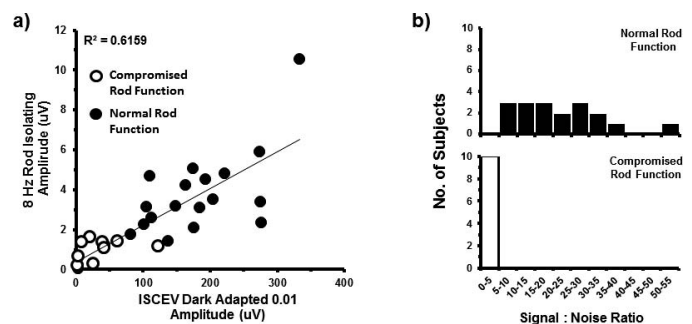 a)
R² = 0.6159
Compromised
Rod Function
Normal Rod
Function
8 Hz Rod Isolating
Amplirude (uV)
12
10
8
6
4
2
0
0
100
200
300
400
ISCEV Dark Adapted 0.01
Amplitude (uV)
b)
Normal Rod
Function
10
8
6
4
2
0
No. of Subjects
Compromised
Rod Function
10
8
6
4
2
0
0-5
5-10
10-15
15-20
20-25
25-30
30-35
35-40
40-45
45-50
50-55
Signal : Noise Ratio